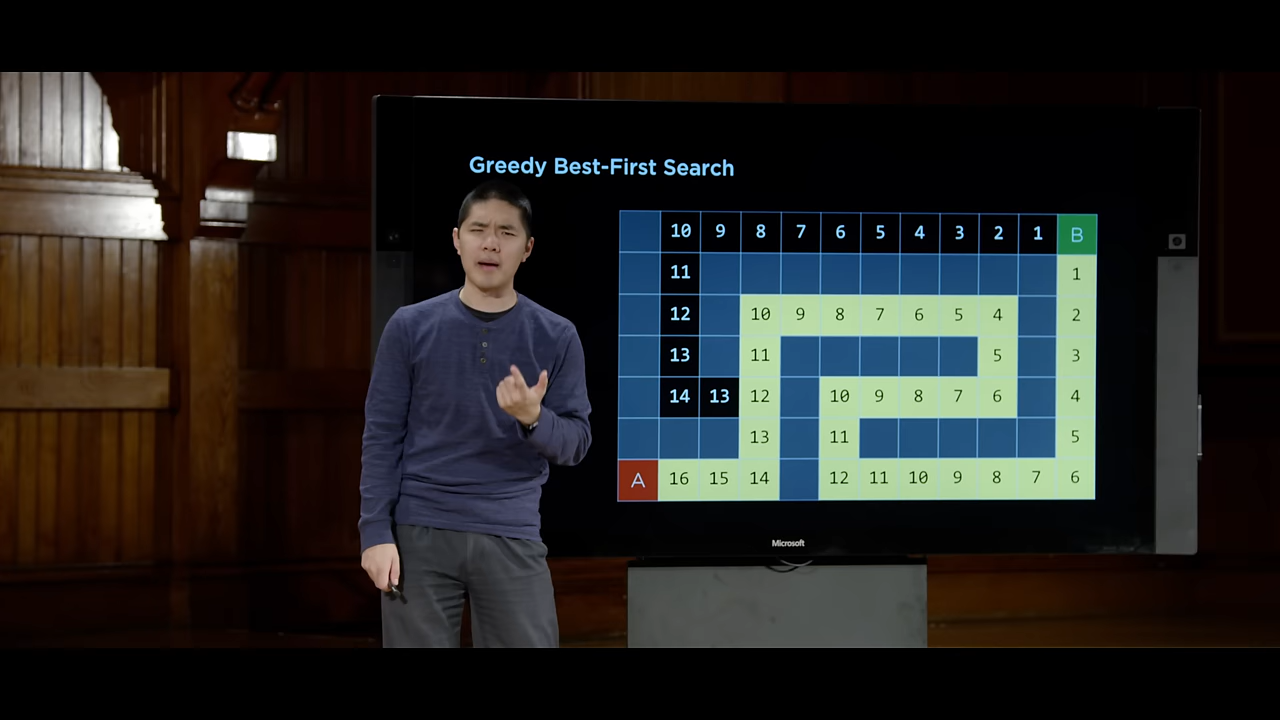 Greedy Best-First Search
10 9 8 7 6 5 4 3 2 1 B
11 1
12 10 9 8 7 6 5 4 2
13 11 5 3
14 13 12 10 9 8 7 6 4
13 11 5
A 16 15 14 12 11 10 9 8 7 6
Microsoft